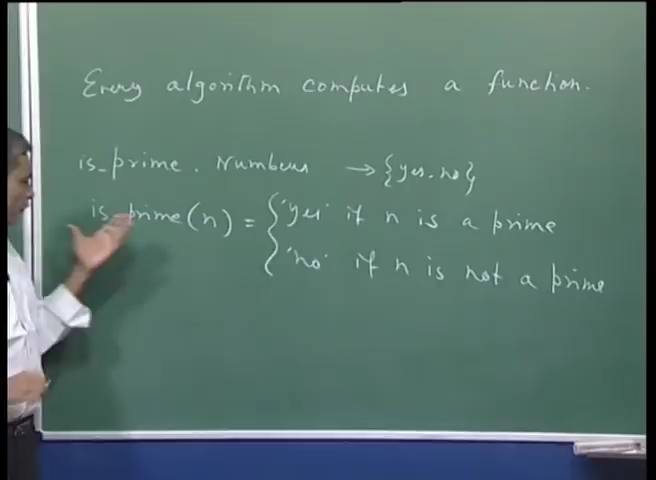 Every algorithm computes a function.
is_prime . Numbers → {yes, no}
is_prime(n) = { 'yes' if n is a prime
'no' if n is not a prime